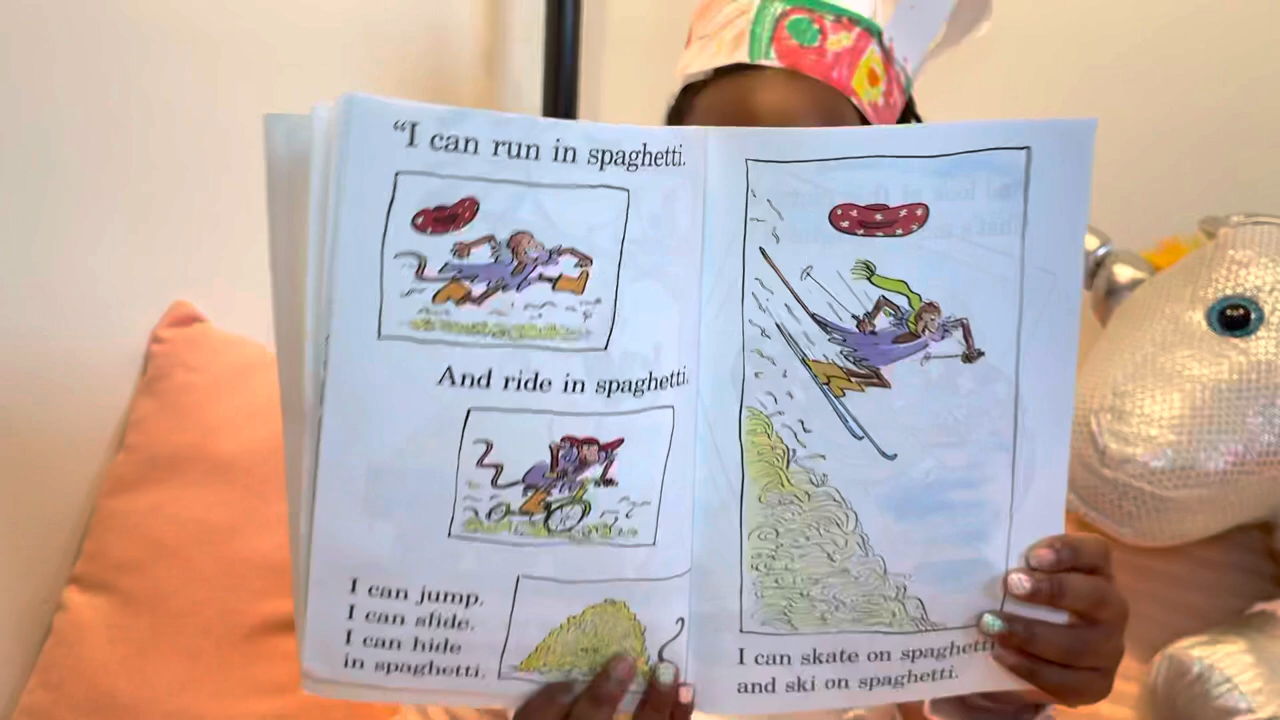 “I can run in spaghetti.
And ride in spaghetti.
I can jump.
I can slide.
I can hide
in spaghetti.
I can skate on spaghetti
and ski on spaghetti.